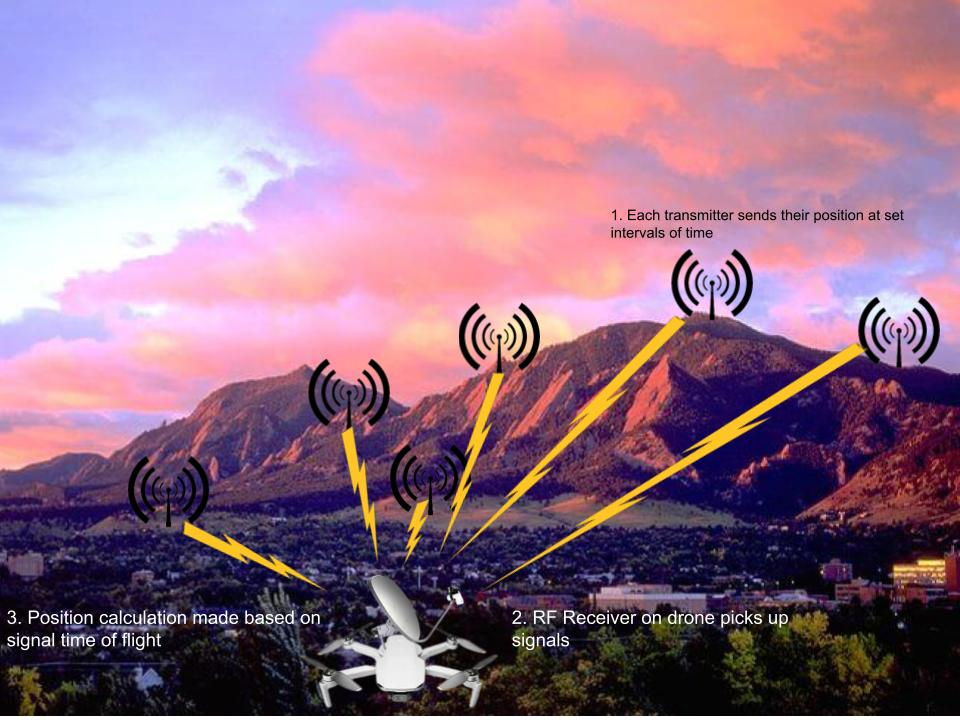 1. Each transmitter sends their position at set
intervals of time
2. RF Receiver on drone picks up
signals
3. Position calculation made based on
signal time of flight